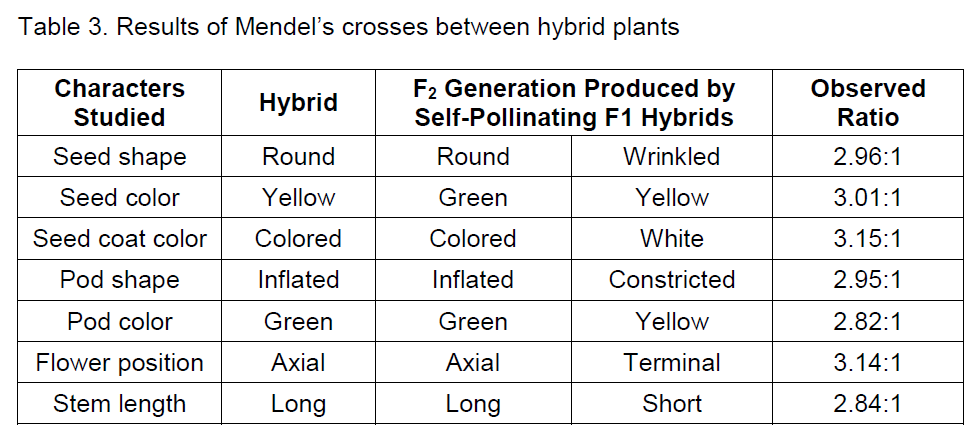 Table 3. Results of Mendel’s crosses between hybrid plants
Characters Studied Hybrid F2 Generation Produced by Self-Pollinating F1 Hybrids Observed Ratio
Seed shape Round Round Wrinkled 2.96:1
Seed color Yellow Green Yellow 3.01:1
Seed coat color Colored Colored White 3.15:1
Pod shape Inflated Inflated Constricted 2.95:1
Pod color Green Green Yellow 2.82:1
Flower position Axial Axial Terminal 3.14:1
Stem length Long Long Short 2.84:1